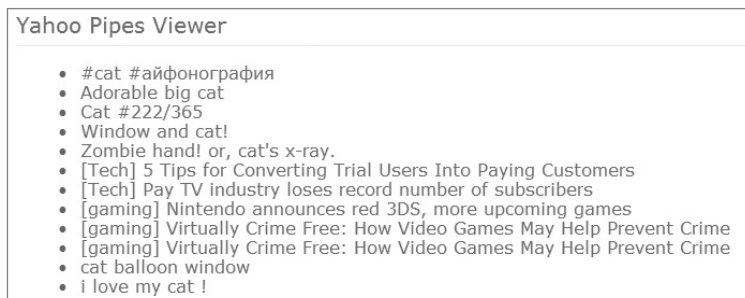 Yahoo Pipes Viewer
#cat #айфонография
Adorable big cat
Cat #222/365
Window and cat!
Zombie hand! or, cat's x-ray.
[Tech] 5 Tips for Converting Trial Users Into Paying Customers
[Tech] Pay TV industry loses record number of subscribers
[gaming] Nintendo announces red 3DS, more upcoming games
[gaming] Virtually Crime Free: How Video Games May Help Prevent Crime
[gaming] Virtually Crime Free: How Video Games May Help Prevent Crime
cat balloon window
i love my cat !